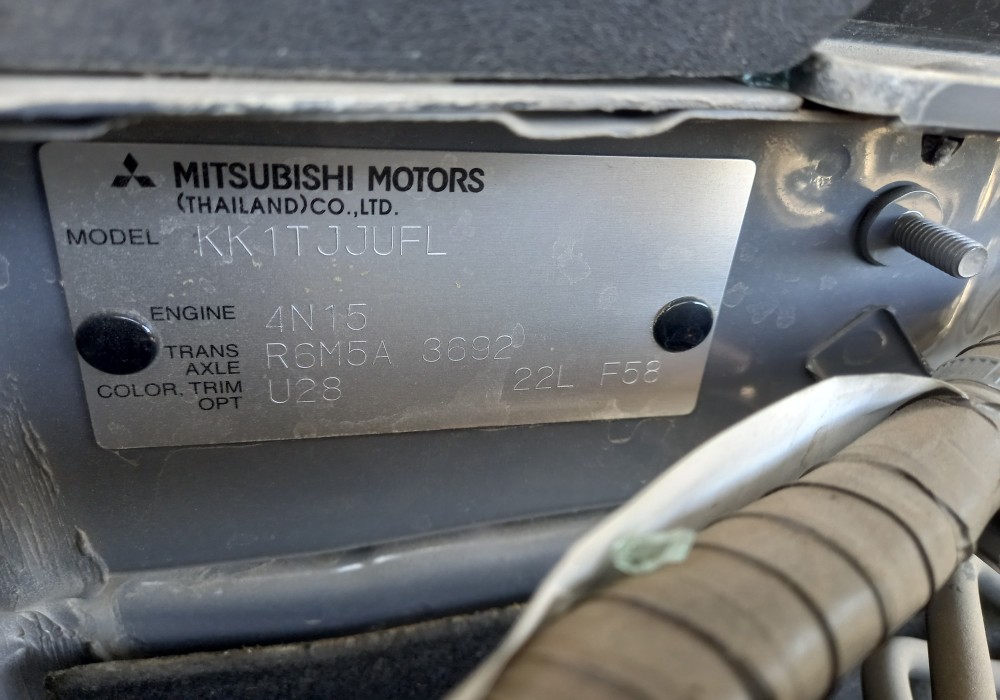 MITSUBISHI MOTORS
(THAILAND)CO.,LTD.
MODEL KK1TJJUFL
ENGINE 4N15
TRANS AXLE R6M5A 3692
COLOR, TRIM OPT U28 22L F58